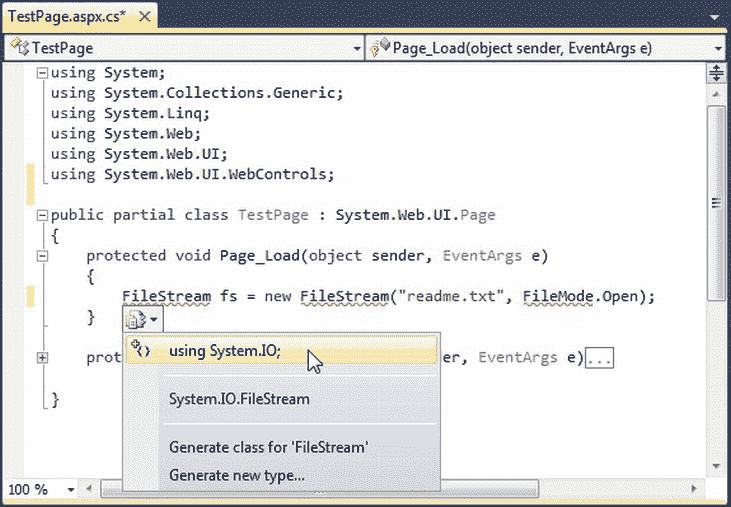 TestPage.aspx.cs*
TestPage
Page_Load(object sender, EventArgs e)
using System;
using System.Collections.Generic;
using System.Linq;
using System.Web;
using System.Web.UI;
using System.Web.UI.WebControls;
public partial class TestPage : System.Web.UI.Page
{
protected void Page_Load(object sender, EventArgs e)
{
FileStream fs = new FileStream("readme.txt", FileMode.Open);
}
using System.IO;
prot er, EventArgs e)...
System.IO.FileStream
}
Generate class for 'FileStream'
Generate new type...
100 %